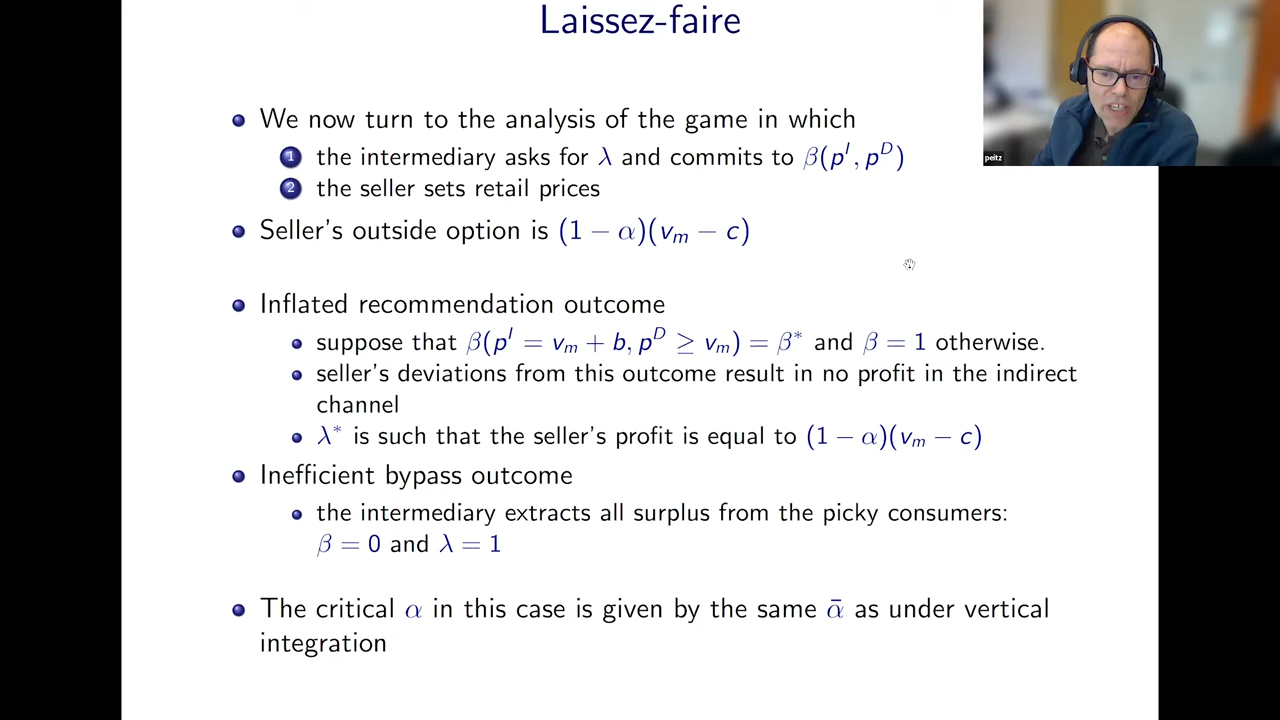 Laissez-faire
We now turn to the analysis of the game in which
1 the intermediary asks for λ and commits to β(p^I, p^D)
2 the seller sets retail prices
Seller's outside option is (1 − α)(v_m − c)
Inflated recommendation outcome
suppose that β(p^I = v_m + b, p^D ≥ v_m) = β* and β = 1 otherwise.
seller's deviations from this outcome result in no profit in the indirect
channel
λ* is such that the seller's profit is equal to (1 − α)(v_m − c)
Inefficient bypass outcome
the intermediary extracts all surplus from the picky consumers:
β = 0 and λ = 1
The critical α in this case is given by the same ᾱ as under vertical
integration
peitz